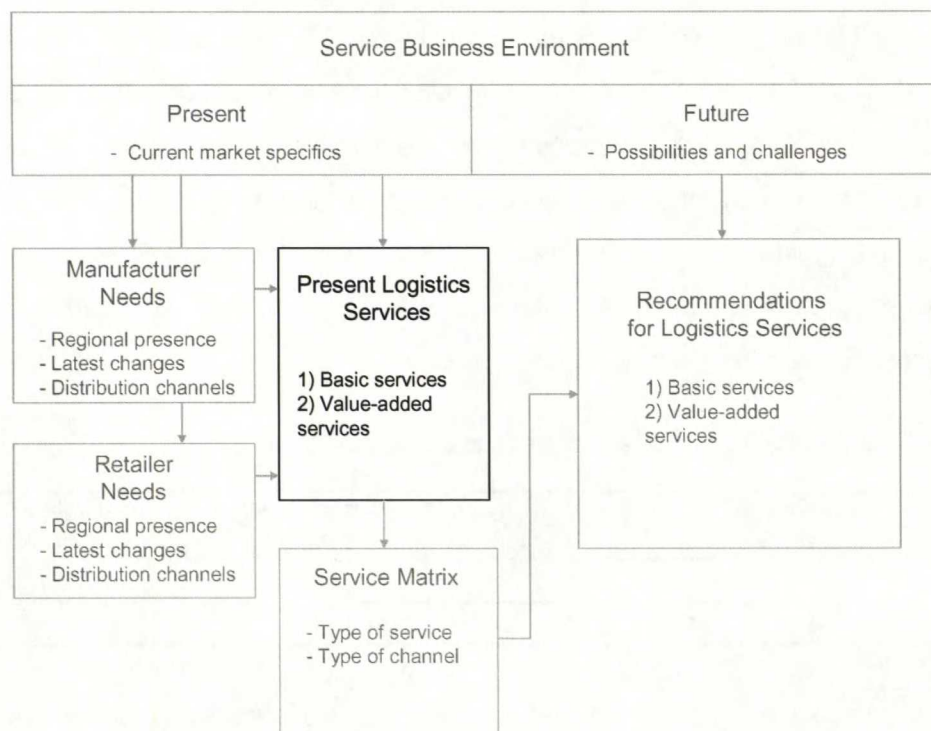 Service Business Environment
Present
- Current market specifics
Future
- Possibilities and challenges
Manufacturer
Needs
- Regional presence
- Latest changes
- Distribution channels
Retailer
Needs
- Regional presence
- Latest changes
- Distribution channels
Present Logistics
Services
1) Basic services
2) Value-added
services
Service Matrix
- Type of service
- Type of channel
Recommendations
for Logistics Services
1) Basic services
2) Value-added
services